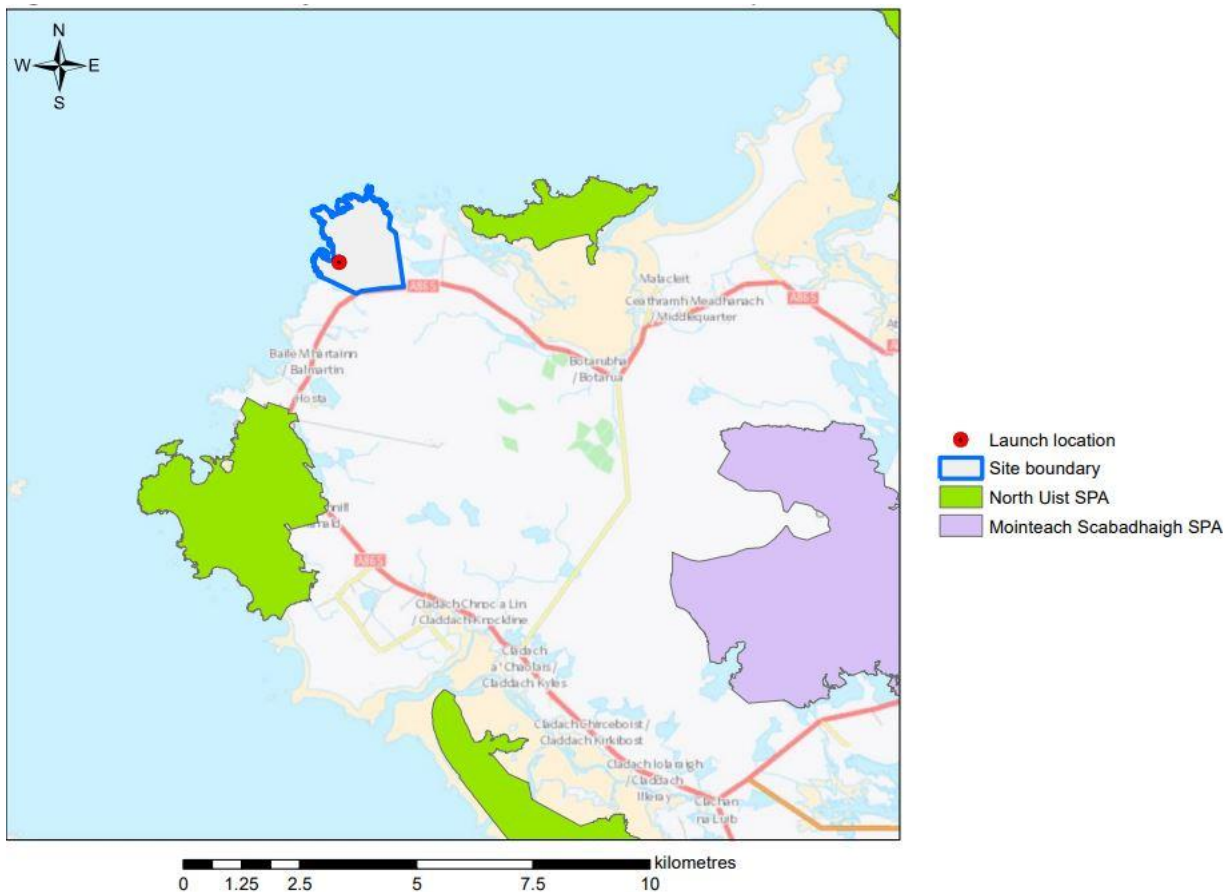 N
W E
S
Malacleit
Ceathramh Meadhanach
/ Middlequarter
A865
A865
Baile Mhartainn
/ Balmartin
Hosta
Botarubha
/ Botarua
A865
Cladach Chnoc a Lin
/ Claddach Knockline
Cladach
a' Chaolais /
Claddach Kyles
Cladach Chirceboist /
Claddach Kirkibost
Cladach Iolaraigh
/ Claddach
Illeray
Clachan
na Luib
Launch location
Site boundary
North Uist SPA
Mointeach Scabadhaigh SPA
kilometres
0 1.25 2.5 5 7.5 10